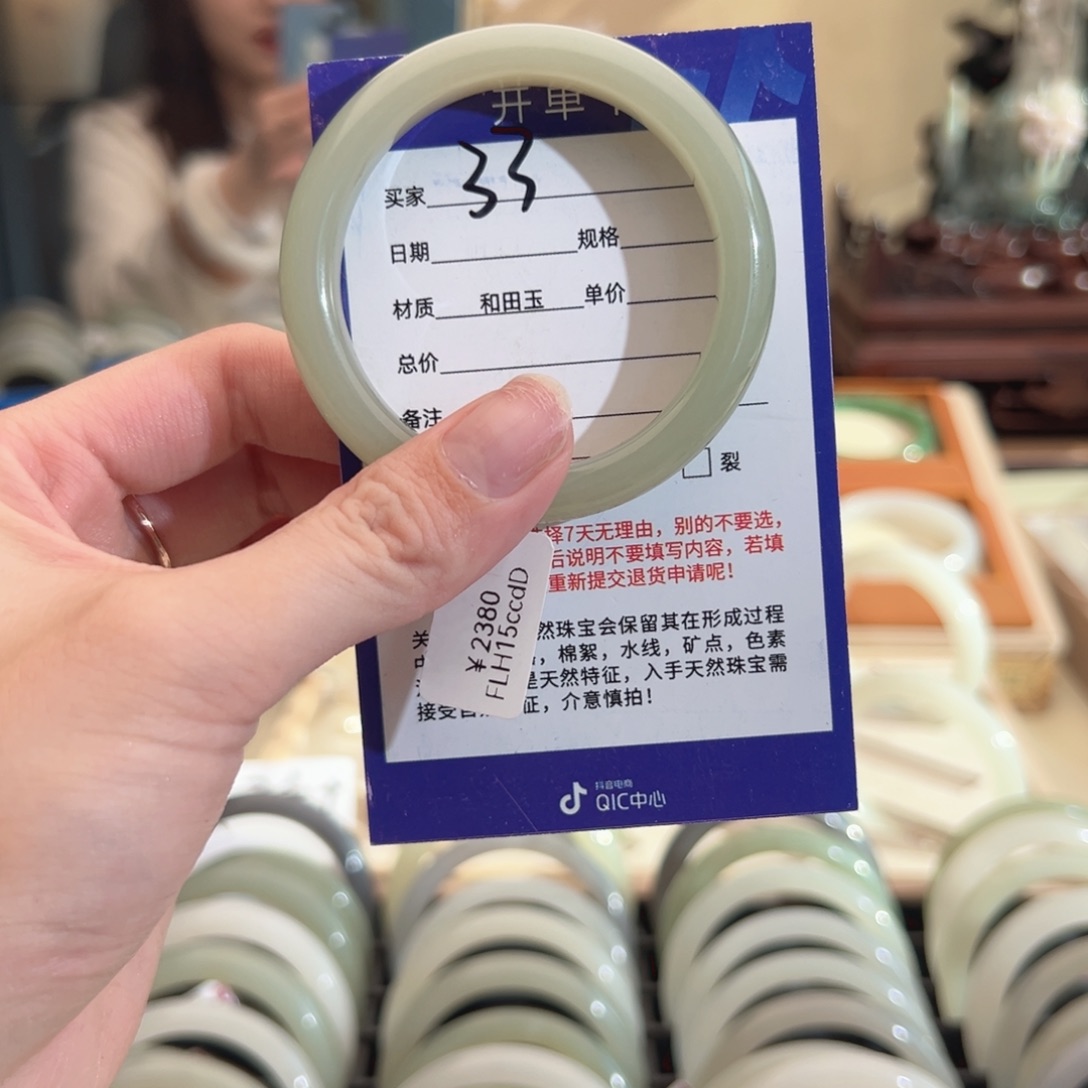 开单
买家 33
日期 规格
材质 和田玉 单价
总价
备注
裂
择7天无理由，别的不要选，
后说明不要填写内容，若填
重新提交退货申请呢！
关 然珠宝会保留其在形成过程
，棉絮，水线，矿点，色素
是天然特征，入手天然珠宝需
接受 征，介意慎拍！
¥2380
FLH15ccdD
抖音电商
QIC中心